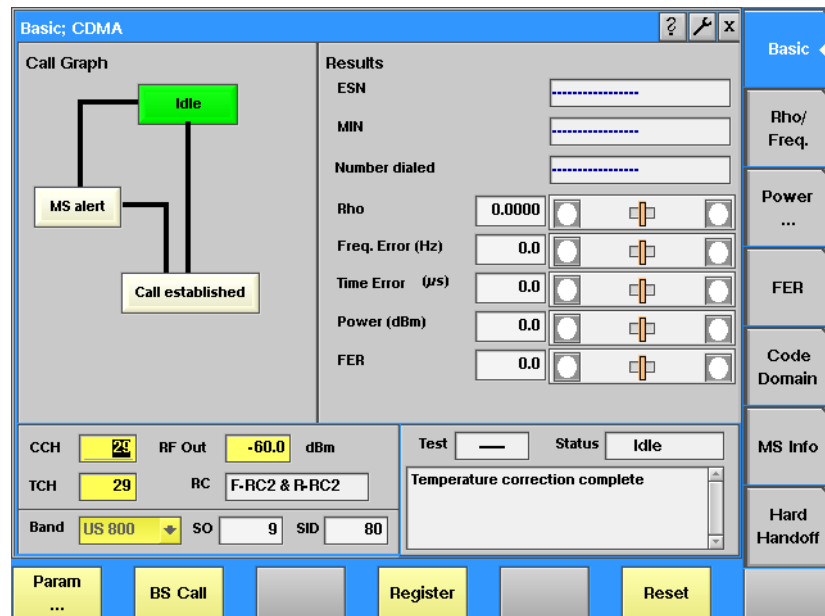 Basic; CDMA
?
x
Call Graph
Idle
MS alert
Call established
Results
ESN
-----------------
MIN
-----------------
Number dialed
-----------------
Rho
0.0000
Freq. Error (Hz)
0.0
Time Error (µs)
0.0
Power (dBm)
0.0
FER
0.0
CCH
29
RF Out
-60.0
dBm
TCH
29
RC
F-RC2 & R-RC2
Band
US 800
SO
9
SID
80
Test
Status
Idle
Temperature correction complete
Basic
Rho/
Freq.
Power
...
FER
Code
Domain
MS Info
Hard
Handoff
Param
...
BS Call
Register
Reset